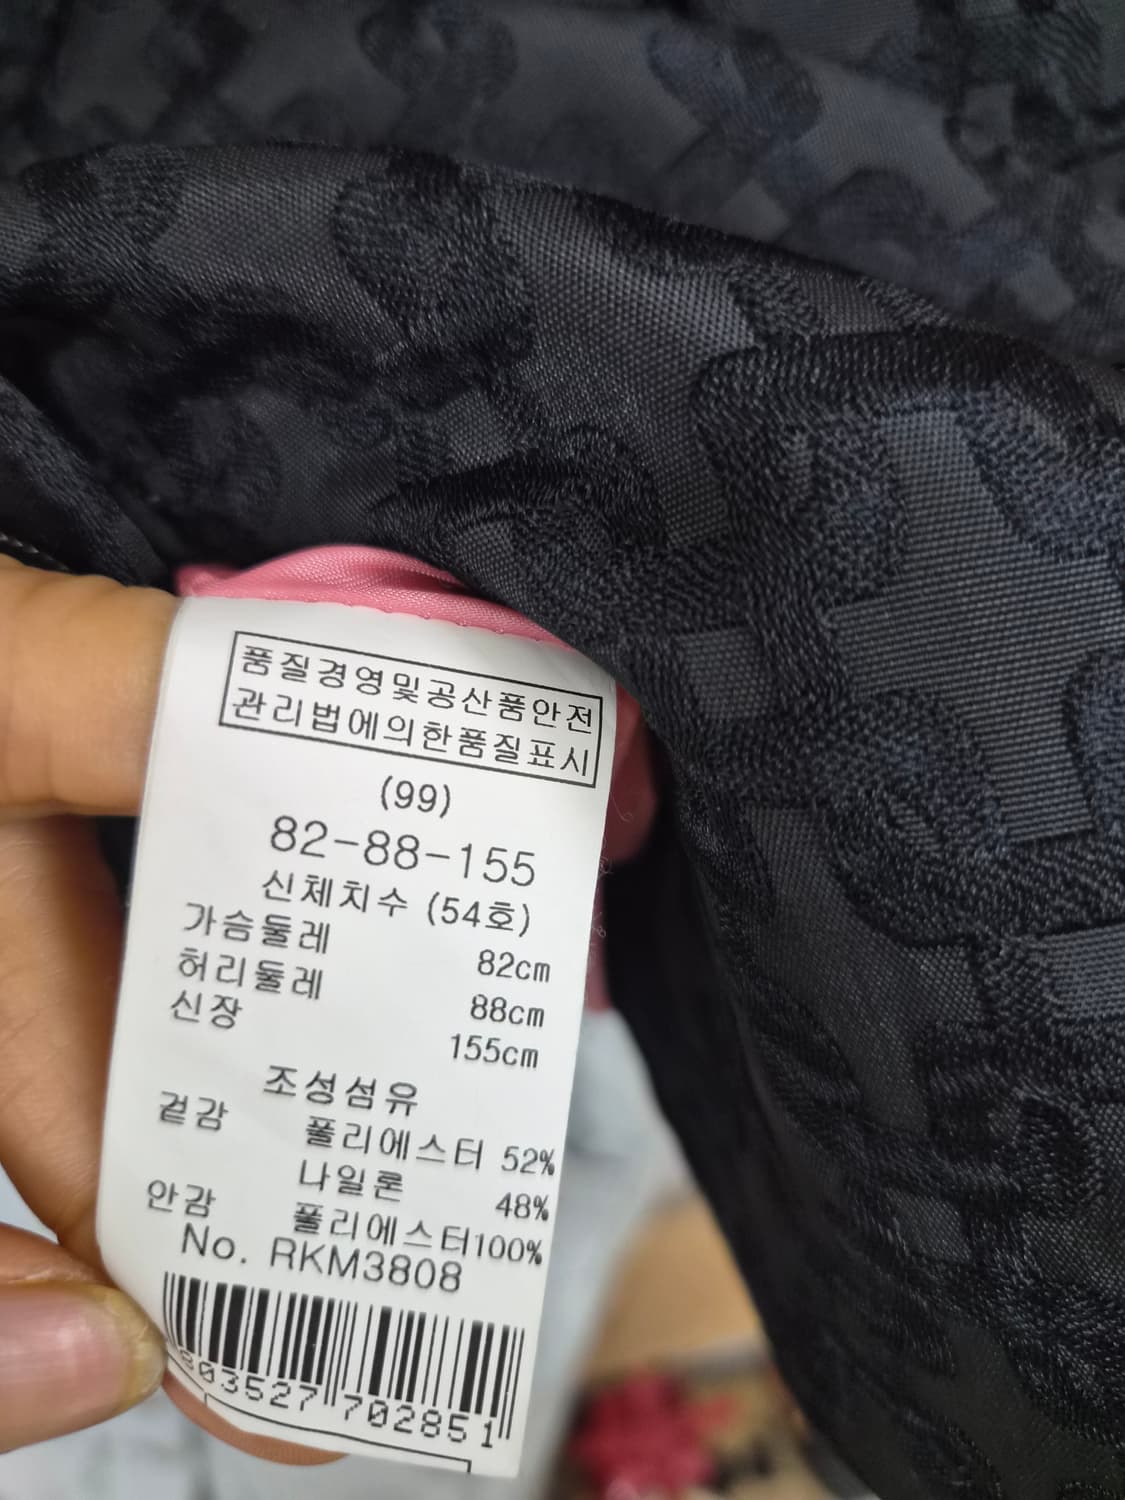 품질경영및공산품안전
관리법에의한품질표시
(99)
82-88-155
신체치수 (54호)
가슴둘레 82cm
허리둘레 88cm
신장 155cm
조성섬유
겉감 폴리에스터 52%
나일론 48%
안감 폴리에스터100%
No. RKM3808
803527 702851